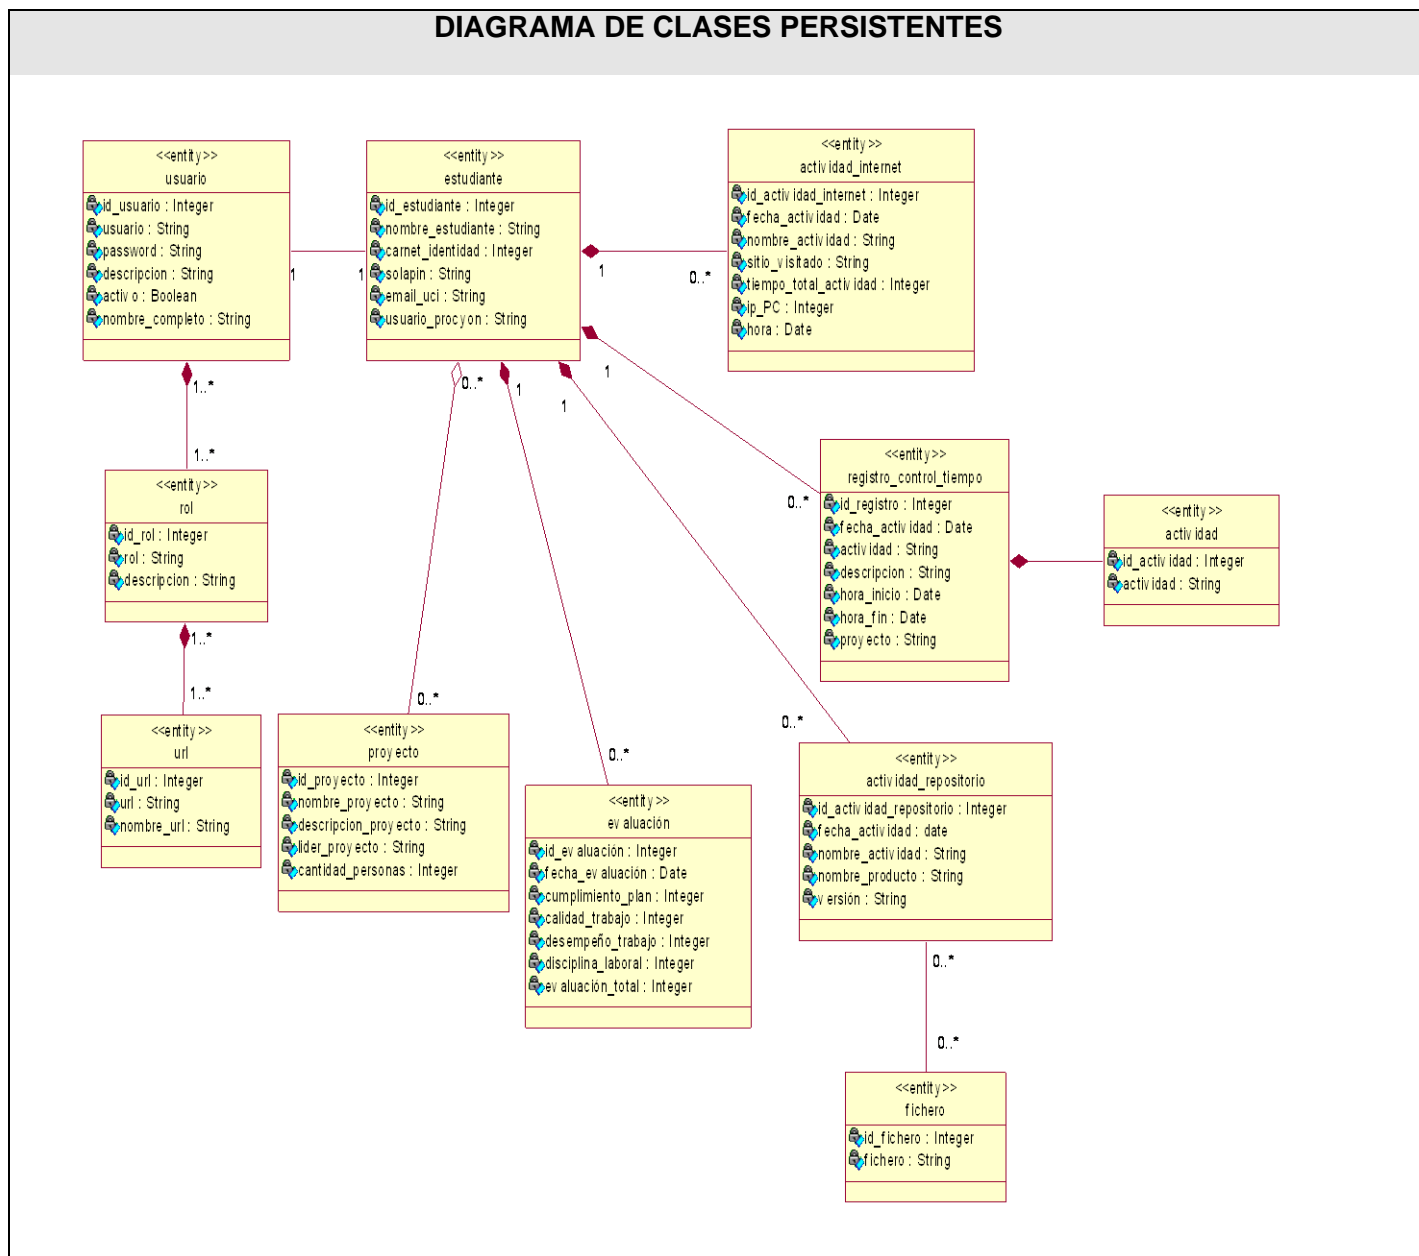 DIAGRAMA DE CLASES PERSISTENTES
<<entity>>
usuario
id_usuario : Integer
usuario : String
password : String
descripcion : String
activo : Boolean
nombre_completo : String
1
1
<<entity>>
estudiante
id_estudiante : Integer
nombre_estudiante : String
carnet_identidad : Integer
solapin : String
email_uci : String
usuario_procyon : String
1
0..*
<<entity>>
actividad_internet
id_actividad_internet : Integer
fecha_actividad : Date
nombre_actividad : String
sitio_visitado : String
tiempo_total_actividad : Integer
ip_PC : Integer
hora : Date
1..*
1..*
0..*
1
1
1
0..*
<<entity>>
rol
id_rol : Integer
rol : String
descripcion : String
<<entity>>
registro_control_tiempo
id_registro : Integer
fecha_actividad : Date
actividad : String
descripcion : String
hora_inicio : Date
hora_fin : Date
proyecto : String
<<entity>>
actividad
id_actividad : Integer
actividad : String
1..*
1..*
0..*
0..*
0..*
<<entity>>
url
id_url : Integer
url : String
nombre_url : String
<<entity>>
proyecto
id_proyecto : Integer
nombre_proyecto : String
descripcion_proyecto : String
lider_proyecto : String
cantidad_personas : Integer
<<entity>>
evaluación
id_evaluación : Integer
fecha_evaluación : Date
cumplimiento_plan : Integer
calidad_trabajo : Integer
desempeño_trabajo : Integer
disciplina_laboral : Integer
evaluación_total : Integer
<<entity>>
actividad_repositorio
id_actividad_repositorio : Integer
fecha_actividad : date
nombre_actividad : String
nombre_producto : String
versión : String
0..*
0..*
<<entity>>
fichero
id_fichero : Integer
fichero : String